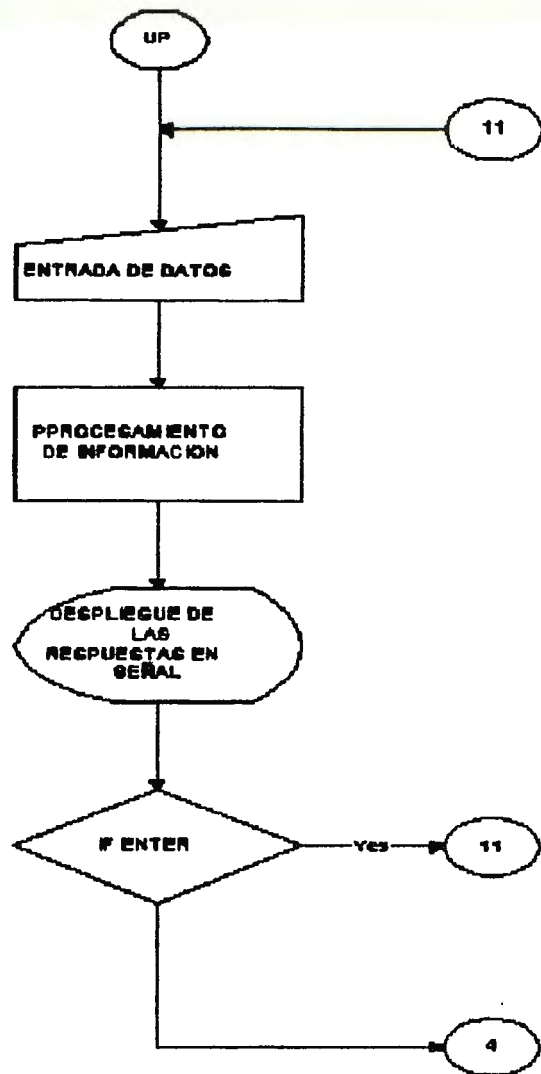 UP
11
ENTRADA DE DATOS
PPROCESAMIENTO
DE INFORMACION
DESPLIEGUE DE
LAS
RESPUESTAS EN
SEÑAL
IF ENTER
Yes
11
4